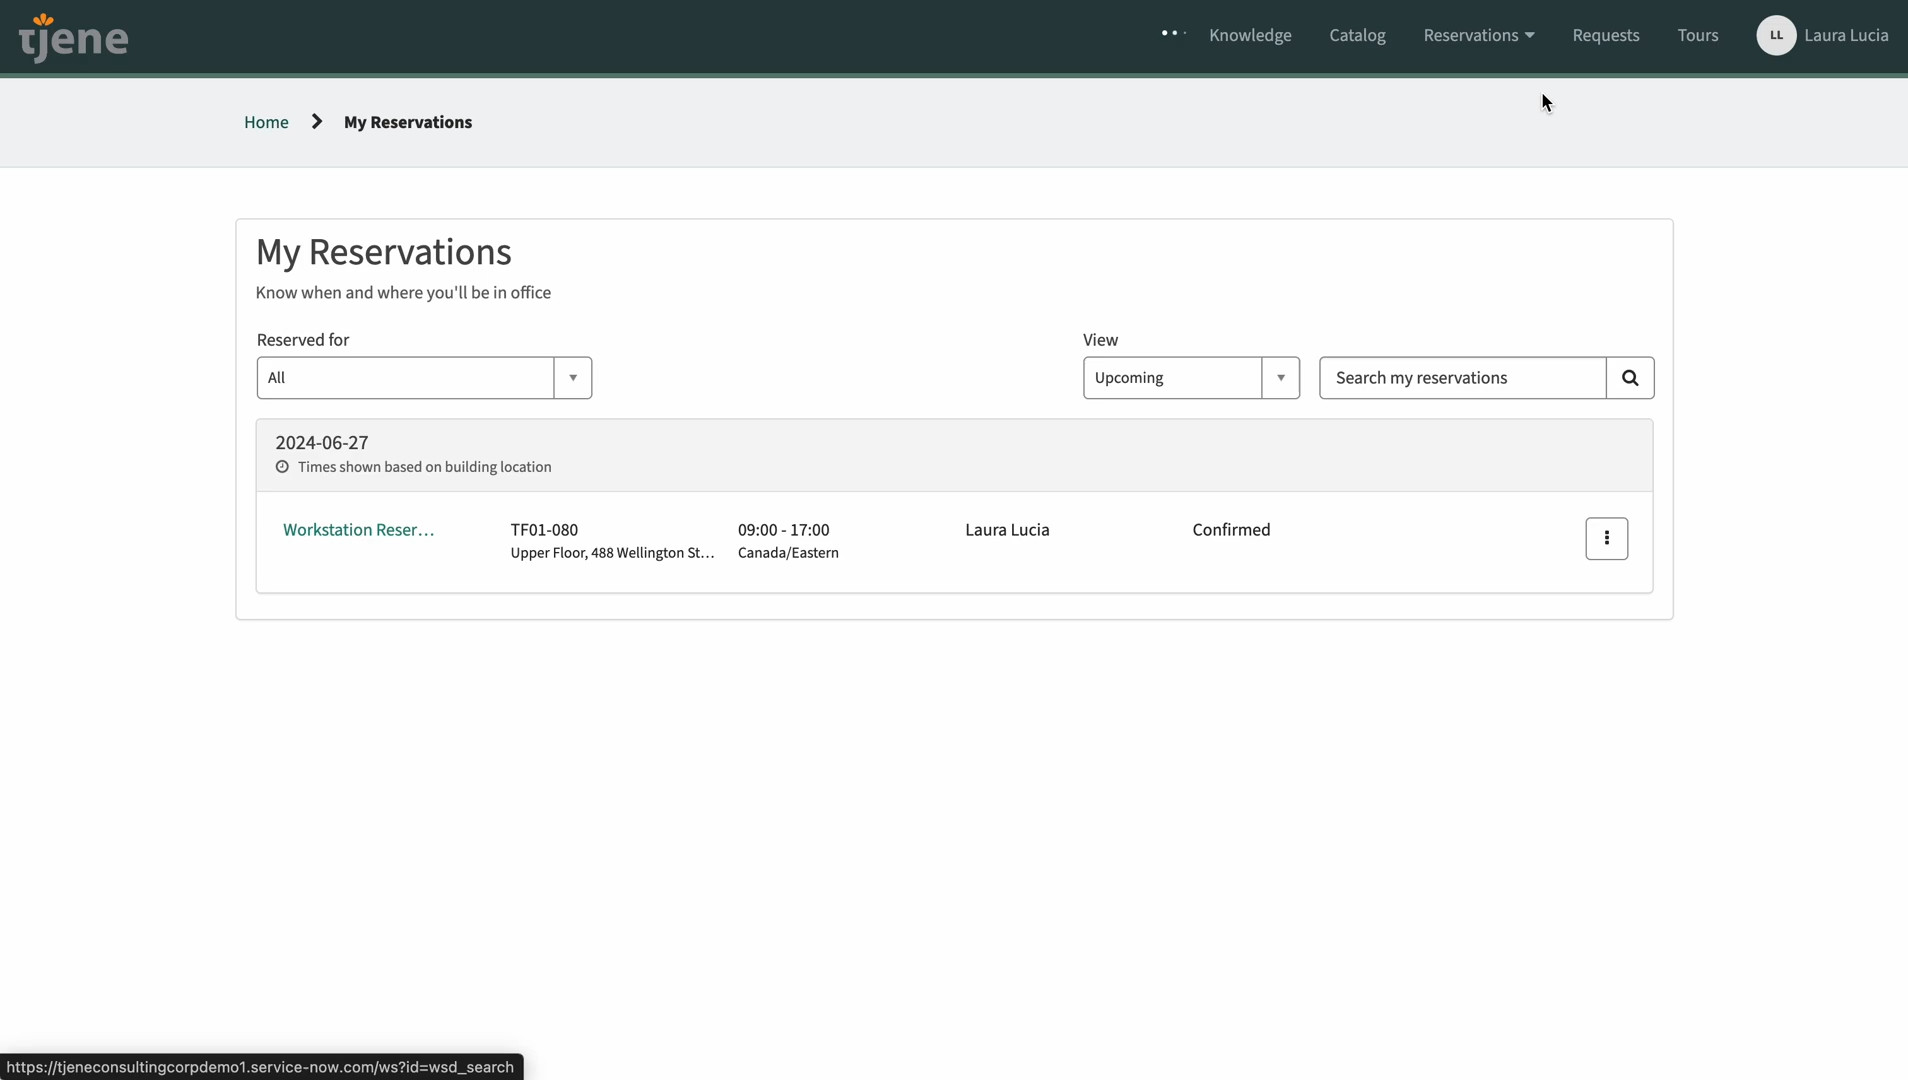 tjene
Knowledge
Catalog
Reservations
Requests
Tours
LL
Laura Lucia
Home
My Reservations
My Reservations
Know when and where you'll be in office
Reserved for
All
View
Upcoming
Search my reservations
2024-06-27
Times shown based on building location
Workstation Reser...
TF01-080
Upper Floor, 488 Wellington St...
09:00 - 17:00
Canada/Eastern
Laura Lucia
Confirmed
https://tjeneconsultingcorpdemo1.service-now.com/ws?id=wsd_search